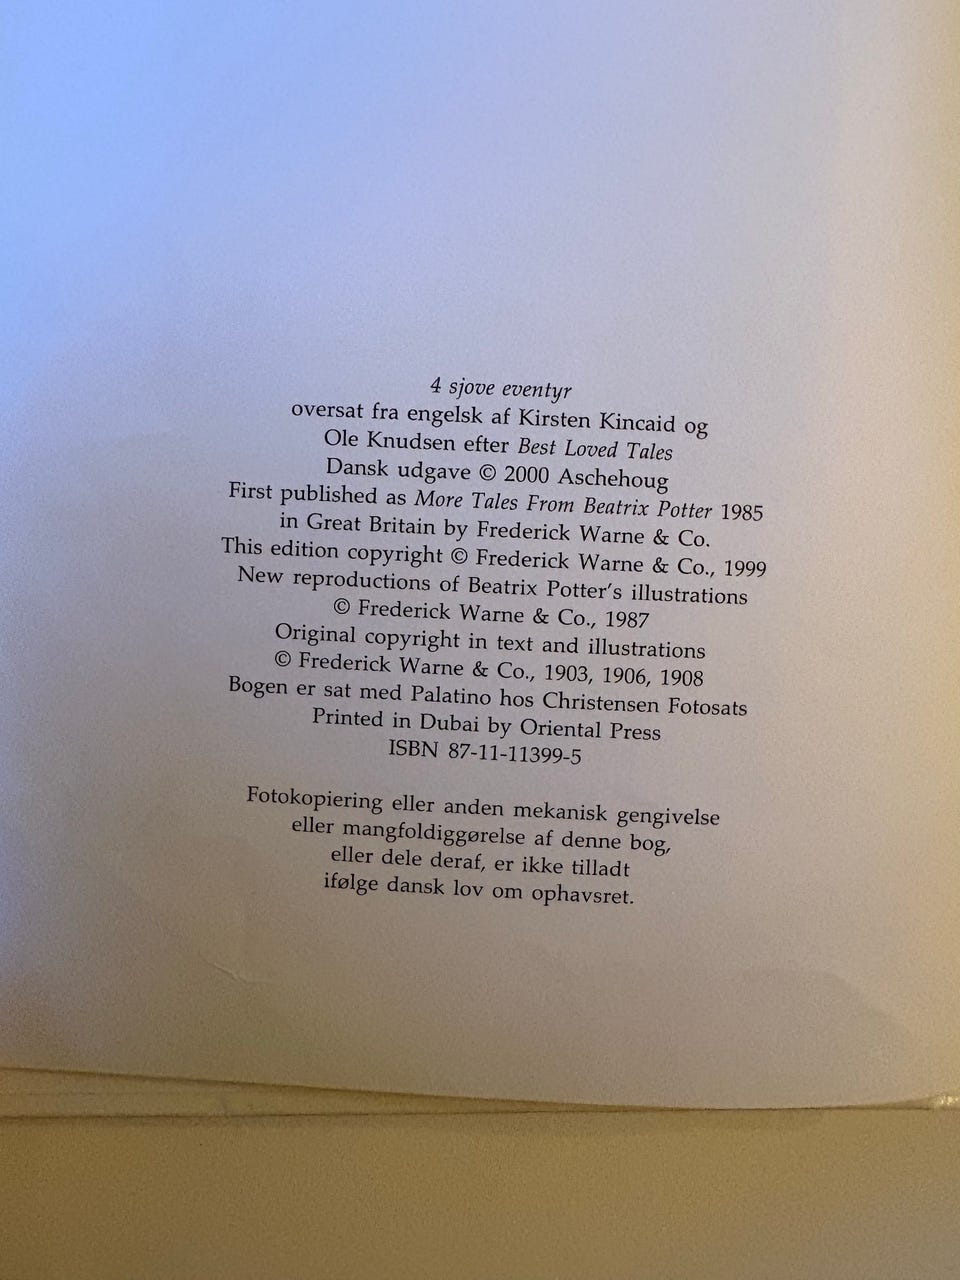 4 sjove eventyr
oversat fra engelsk af Kirsten Kincaid og
Ole Knudsen efter Best Loved Tales
Dansk udgave © 2000 Aschehoug
First published as More Tales From Beatrix Potter 1985
in Great Britain by Frederick Warne & Co.
This edition copyright © Frederick Warne & Co., 1999
New reproductions of Beatrix Potter's illustrations
© Frederick Warne & Co., 1987
Original copyright in text and illustrations
© Frederick Warne & Co., 1903, 1906, 1908
Bogen er sat med Palatino hos Christensen Fotosats
Printed in Dubai by Oriental Press
ISBN 87-11-11399-5
Fotokopiering eller anden mekanisk gengivelse
eller mangfoldiggørelse af denne bog,
eller dele deraf, er ikke tilladt
ifølge dansk lov om ophavsret.